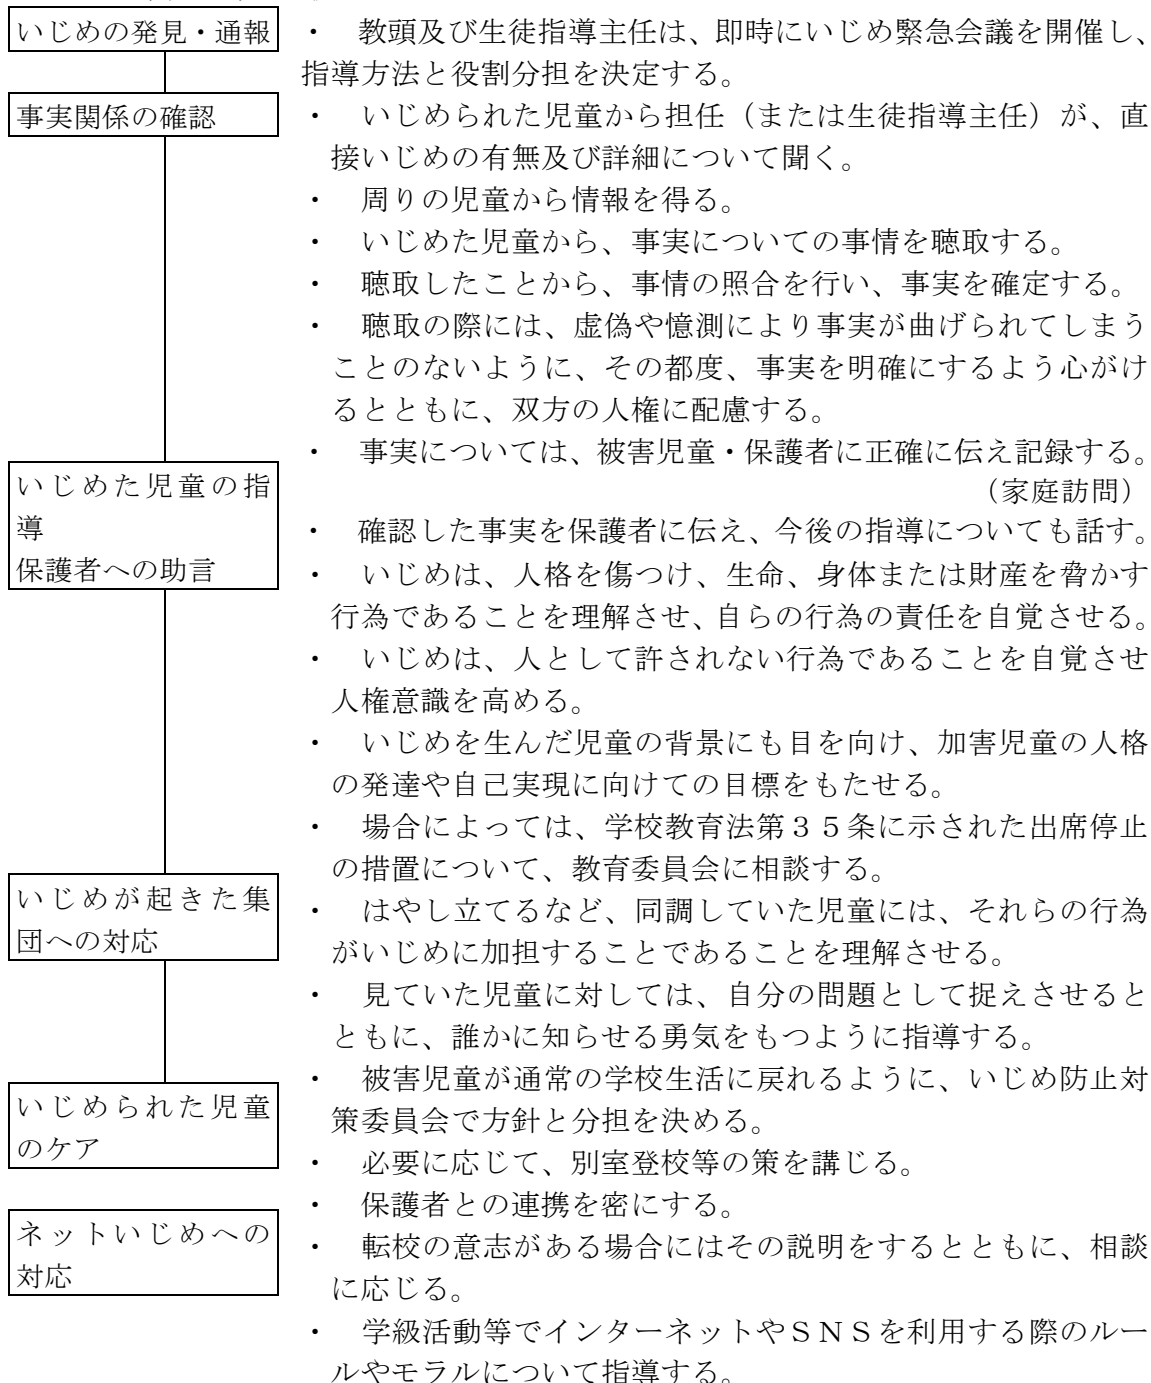 いじめの発見・通報
・　教頭及び生徒指導主任は、即時にいじめ緊急会議を開催し、
指導方法と役割分担を決定する。
事実関係の確認
・　いじめられた児童から担任（または生徒指導主任）が、直
接いじめの有無及び詳細について聞く。
・　周りの児童から情報を得る。
・　いじめた児童から、事実についての事情を聴取する。
・　聴取したことから、事情の照合を行い、事実を確定する。
・　聴取の際には、虚偽や憶測により事実が曲げられてしまう
ことのないように、その都度、事実を明確にするよう心がけ
るとともに、双方の人権に配慮する。
・　事実については、被害児童・保護者に正確に伝え記録する。
（家庭訪問）
いじめた児童の指
導
保護者への助言
・　確認した事実を保護者に伝え、今後の指導についても話す。
・　いじめは、人格を傷つけ、生命、身体または財産を脅かす
行為であることを理解させ、自らの行為の責任を自覚させる。
・　いじめは、人として許されない行為であることを自覚させ
人権意識を高める。
・　いじめを生んだ児童の背景にも目を向け、加害児童の人格
の発達や自己実現に向けての目標をもたせる。
・　場合によっては、学校教育法第３５条に示された出席停止
の措置について、教育委員会に相談する。
いじめが起きた集
団への対応
・　はやし立てるなど、同調していた児童には、それらの行為
がいじめに加担することであることを理解させる。
・　見ていた児童に対しては、自分の問題として捉えさせると
ともに、誰かに知らせる勇気をもつように指導する。
いじめられた児童
のケア
・　被害児童が通常の学校生活に戻れるように、いじめ防止対
策委員会で方針と分担を決める。
・　必要に応じて、別室登校等の策を講じる。
・　保護者との連携を密にする。
・　転校の意志がある場合にはその説明をするとともに、相談
に応じる。
ネットいじめへの
対応
・　学級活動等でインターネットやＳＮＳを利用する際のルー
ルやモラルについて指導する。